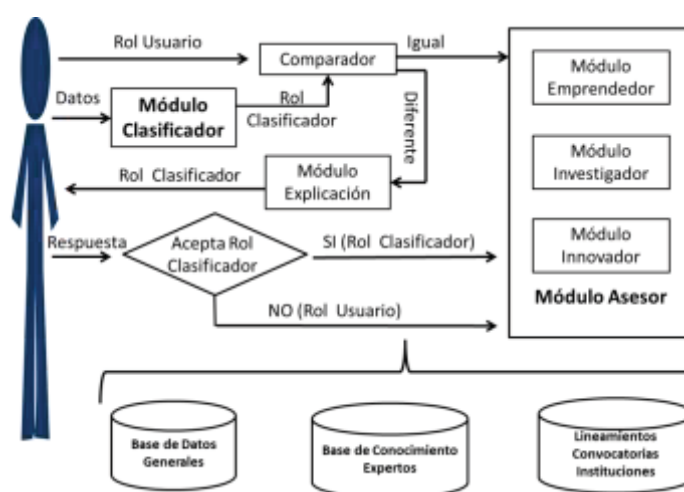 Rol Usuario
Igual
Comparador
Datos
Módulo
Clasificador
Rol
Clasificador
Diferente
Módulo
Emprendedor
Módulo
Investigador
Módulo
Innovador
Módulo Asesor
Rol Clasificador
Módulo
Explicación
Respuesta
Acepta Rol
Clasificador
SI (Rol Clasificador)
NO (Rol Usuario)
Base de Datos
Generales
Base de Conocimiento
Expertos
Lineamientos
Convocatorias
Instituciones